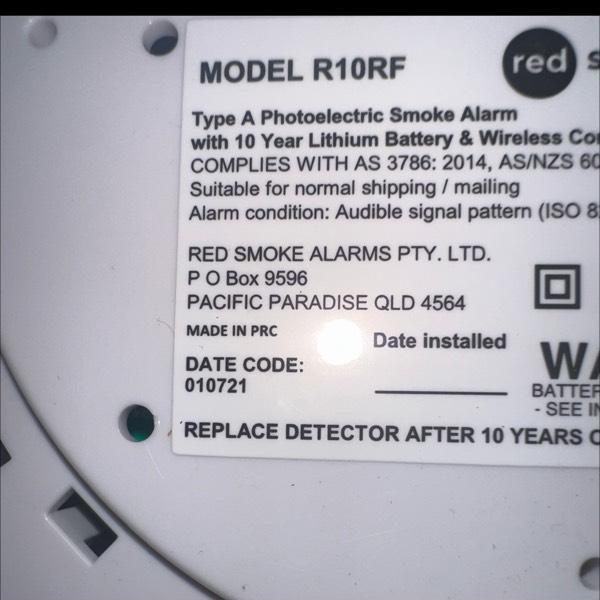 MODEL R10RF
red
Type A Photoelectric Smoke Alarm
with 10 Year Lithium Battery & Wireless
COMPLIES WITH AS 3786: 2014, AS/NZS
Suitable for normal shipping / mailing
Alarm condition: Audible signal pattern (ISO
RED SMOKE ALARMS PTY. LTD.
P O Box 9596
PACIFIC PARADISE QLD 4564
MADE IN PRC
Date installed
DATE CODE:
010721
- SEE
REPLACE DETECTOR AFTER 10 YEARS